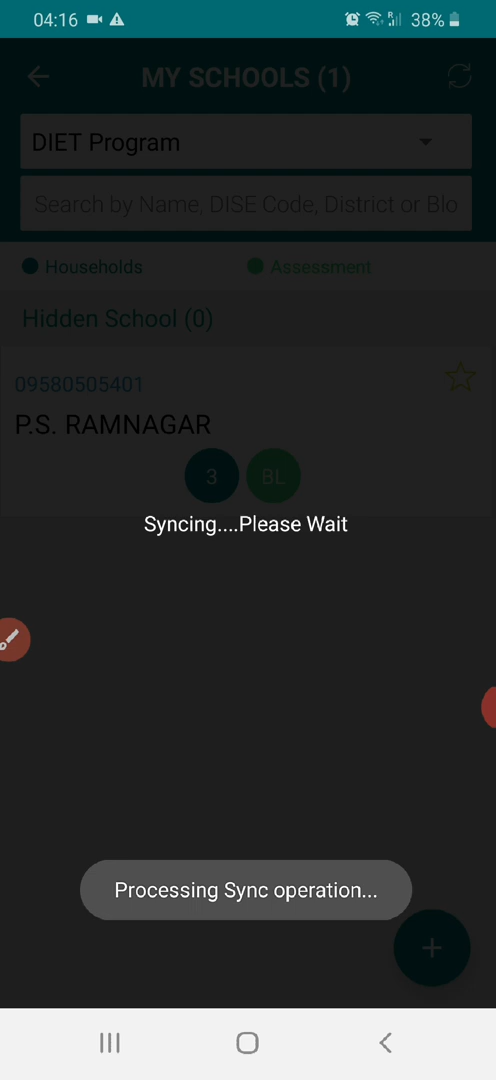 04:16
38%
MY SCHOOLS (1)
DIET Program
Search by Name, DISE Code, District or Blo
Households
Assessment
Hidden School (0)
09580505401
P.S. RAMNAGAR
3
BL
Syncing....Please Wait
Processing Sync operation...
+